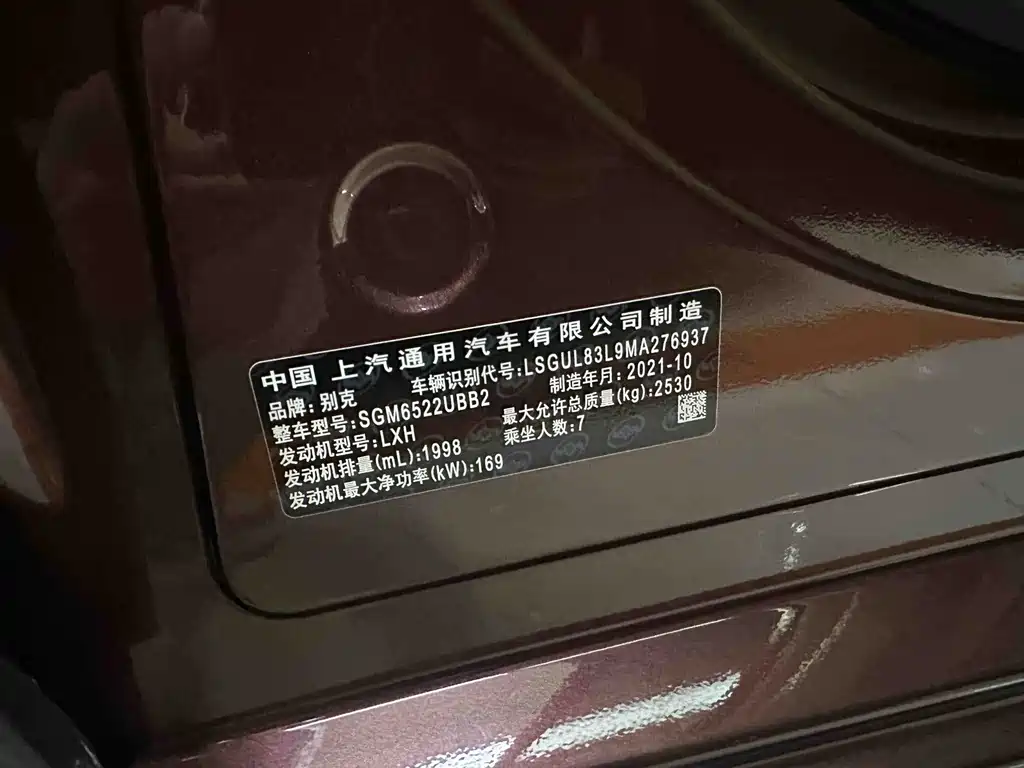 中国 上汽通用汽车有限公司制造
品牌:别克 车辆识别代号:LSGUL83L9MA276937
整车型号:SGM6522UBB2 制造年月:2021-10
发动机型号:LXH 最大允许总质量(kg):2530
发动机排量(mL):1998 乘坐人数:7
发动机最大净功率(kW):169